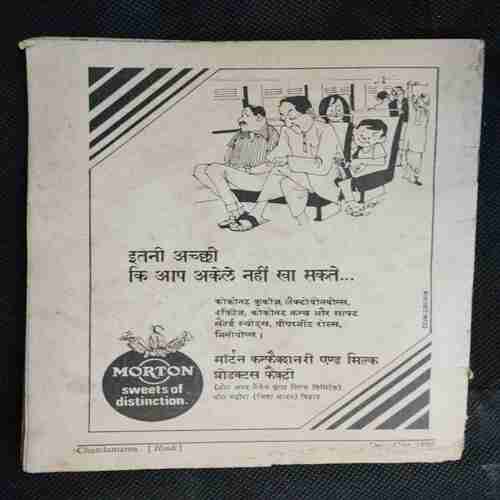 इतनी अच्छी
कि आप अकेले नहीं खा सकते...
कोकोनट कुकीज़ लैक्टोबोनबोन्स,
कोकोनट क्रन्च और साफ्ट
सेंटर्ड स्वीट्स, पीपरमींट रोल्स,
मिनीपॉप्स।
मार्टन कन्फैक्शनरी एण्ड मिल्क
प्रोडक्टस फैक्ट्री
MORTON
sweets of
distinction.
Chandamama [ Hindi ]